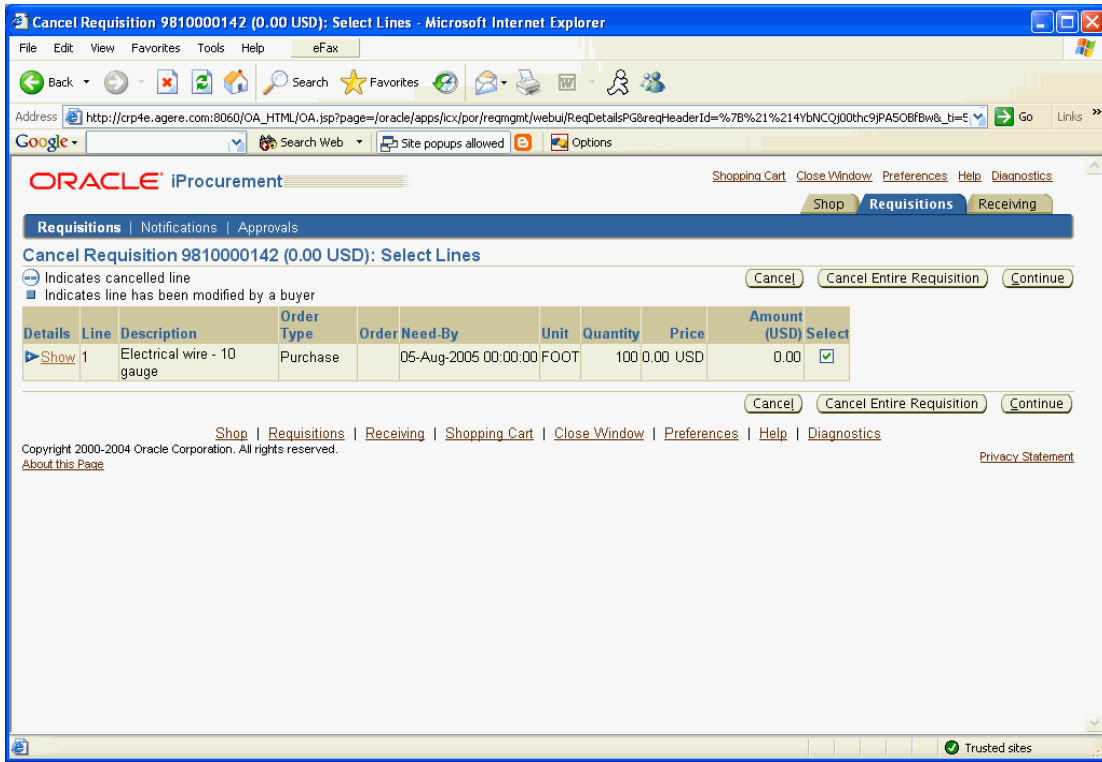 Cancel Requisition 9810000142 (0.00 USD): Select Lines - Microsoft Internet Explorer
File Edit View Favorites Tools Help eFax
Back Search Favorites
Address http://crp4e.agere.com:8060/OA_HTML/OA.jsp?page=/oracle/apps/icx/por/reqmgmt/webui/ReqDetailsPG&reqHeaderId=%7B%21%214YbNCQj00thc9jPA5OBfBw&_ti=5 Go Links »
Google Search Web Site popups allowed Options
ORACLE iProcurement
Shopping Cart Close Window Preferences Help Diagnostics
Shop Requisitions Receiving
Requisitions | Notifications | Approvals
Cancel Requisition 9810000142 (0.00 USD): Select Lines
Indicates cancelled line
Indicates line has been modified by a buyer
Cancel Cancel Entire Requisition Continue
Details Line Description Order Type Order Need-By Unit Quantity Price Amount (USD) Select
Show 1 Electrical wire - 10 gauge Purchase 05-Aug-2005 00:00:00 FOOT 100 0.00 USD 0.00
Cancel Cancel Entire Requisition Continue
Shop | Requisitions | Receiving | Shopping Cart | Close Window | Preferences | Help | Diagnostics
Copyright 2000-2004 Oracle Corporation. All rights reserved.
About this Page
Privacy Statement
Trusted sites